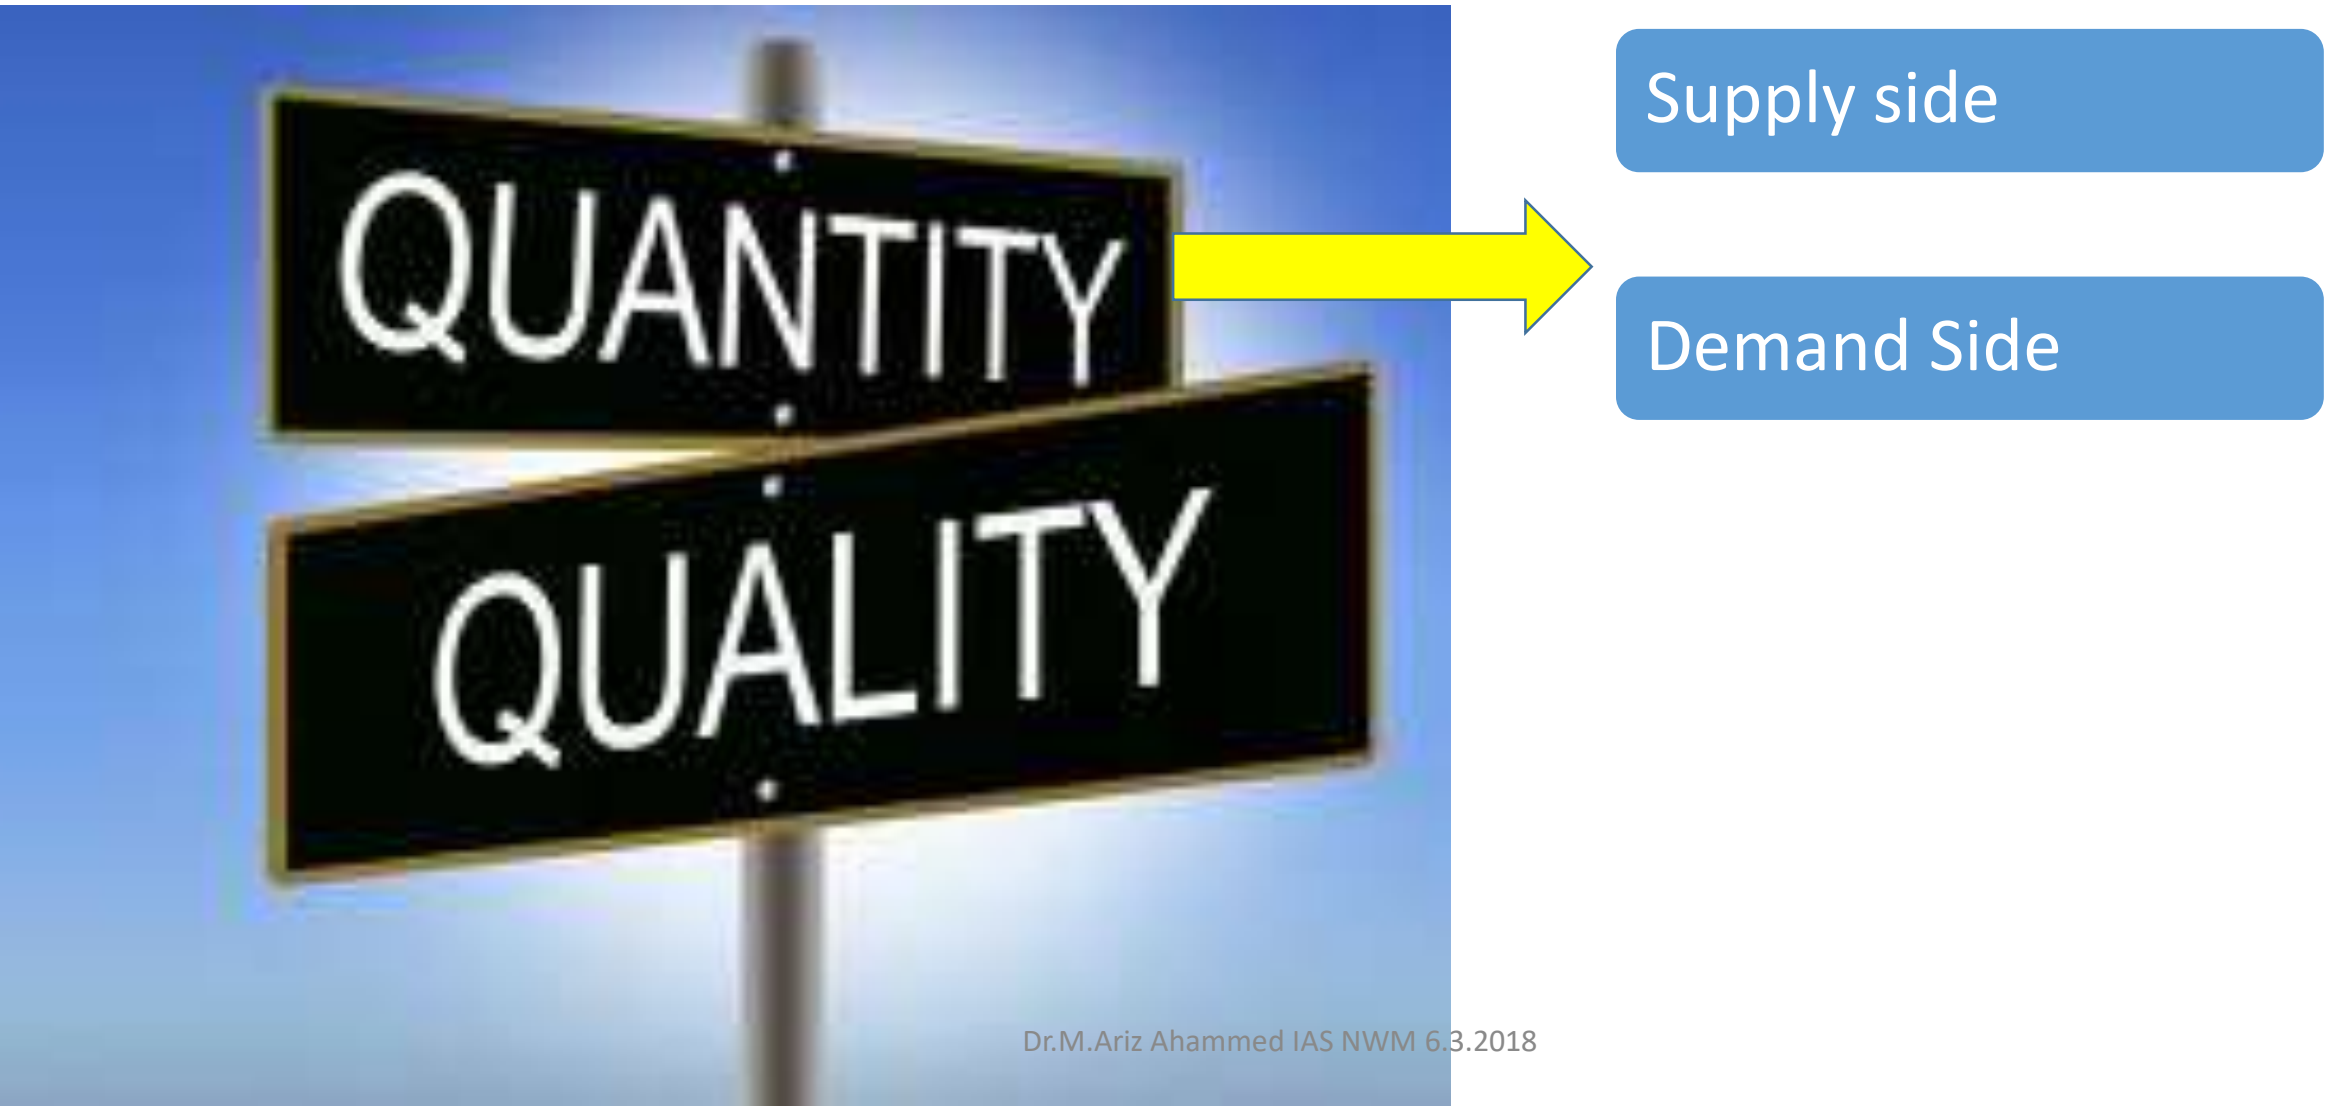 QUANTITY
QUALITY
Supply side
Demand Side
Dr.M.Ariz Ahammed IAS NWM 6.3.2018